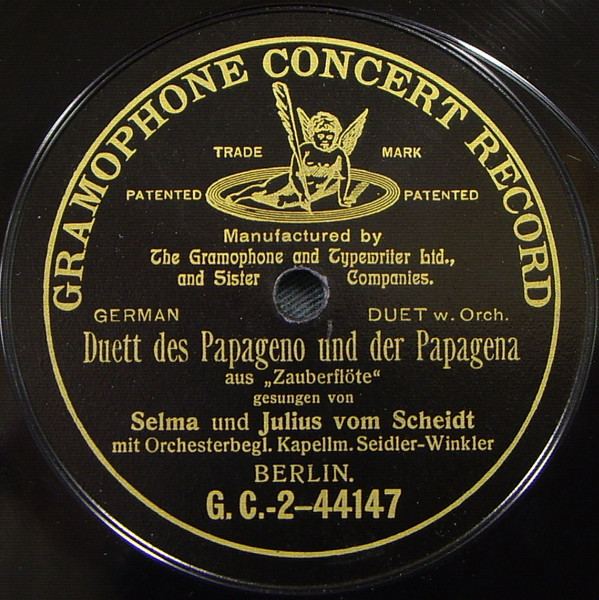 GRAMOPHONE CONCERT RECORD
TRADE MARK
PATENTED PATENTED
Manufactured by
The Gramophone and Typewriter Ltd.,
and Sister Companies.
GERMAN DUET w. Orch.
Duett des Papageno und der Papagena
aus „Zauberflöte“
gesungen von
Selma und Julius vom Scheidt
mit Orchesterbegl. Kapellm. Seidler-Winkler
BERLIN.
G.C.-2-44147